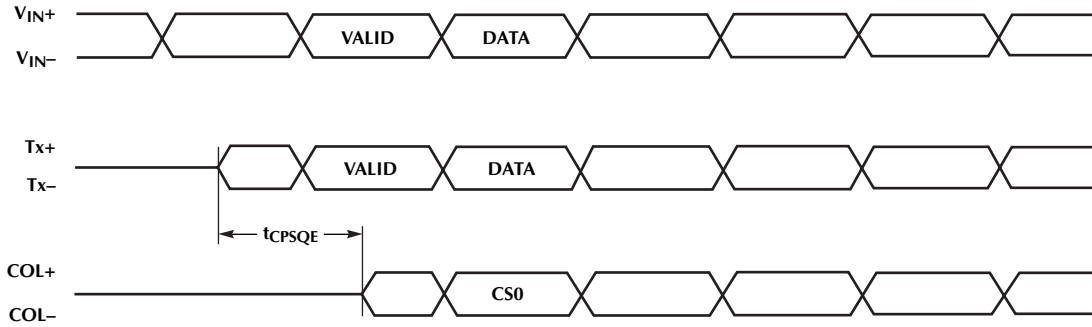 VIN+
VALID DATA
VIN–
Tx+
VALID DATA
Tx–
tCPSQE
COL+
CS0
COL–